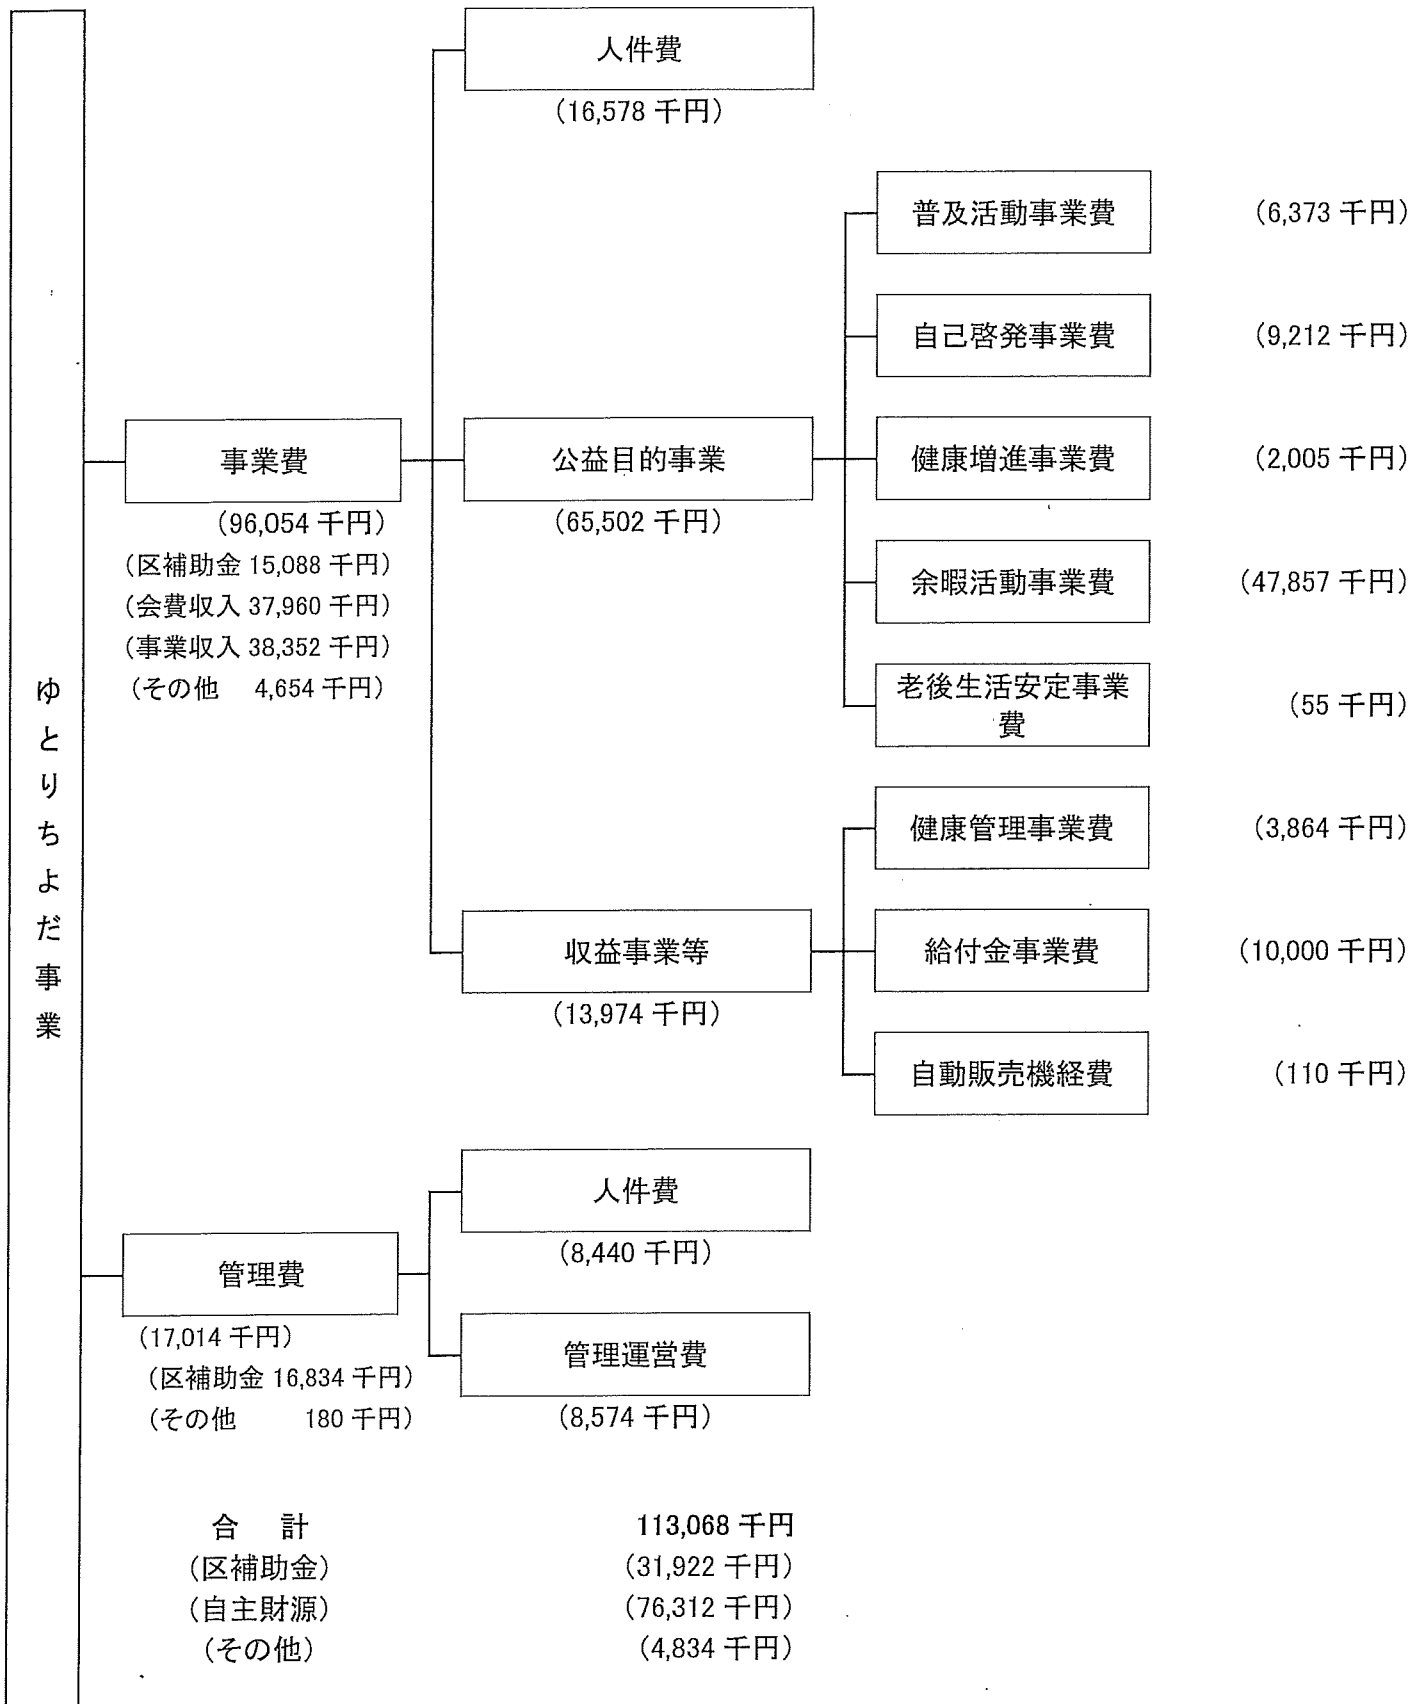 ゆとりちよだ事業
事業費
(96,054 千円)
(区補助金 15,088 千円)
(会費収入 37,960 千円)
(事業収入 38,352 千円)
(その他 4,654 千円)
人件費
(16,578 千円)
公益目的事業
(65,502 千円)
普及活動事業費 (6,373 千円)
自己啓発事業費 (9,212 千円)
健康増進事業費 (2,005 千円)
余暇活動事業費 (47,857 千円)
老後生活安定事業
費 (55 千円)
収益事業等
(13,974 千円)
健康管理事業費 (3,864 千円)
給付金事業費 (10,000 千円)
自動販売機経費 (110 千円)
管理費
(17,014 千円)
(区補助金 16,834 千円)
(その他 180 千円)
人件費
(8,440 千円)
管理運営費
(8,574 千円)
合 計 113,068 千円
(区補助金) (31,922 千円)
(自主財源) (76,312 千円)
(その他) (4,834 千円)